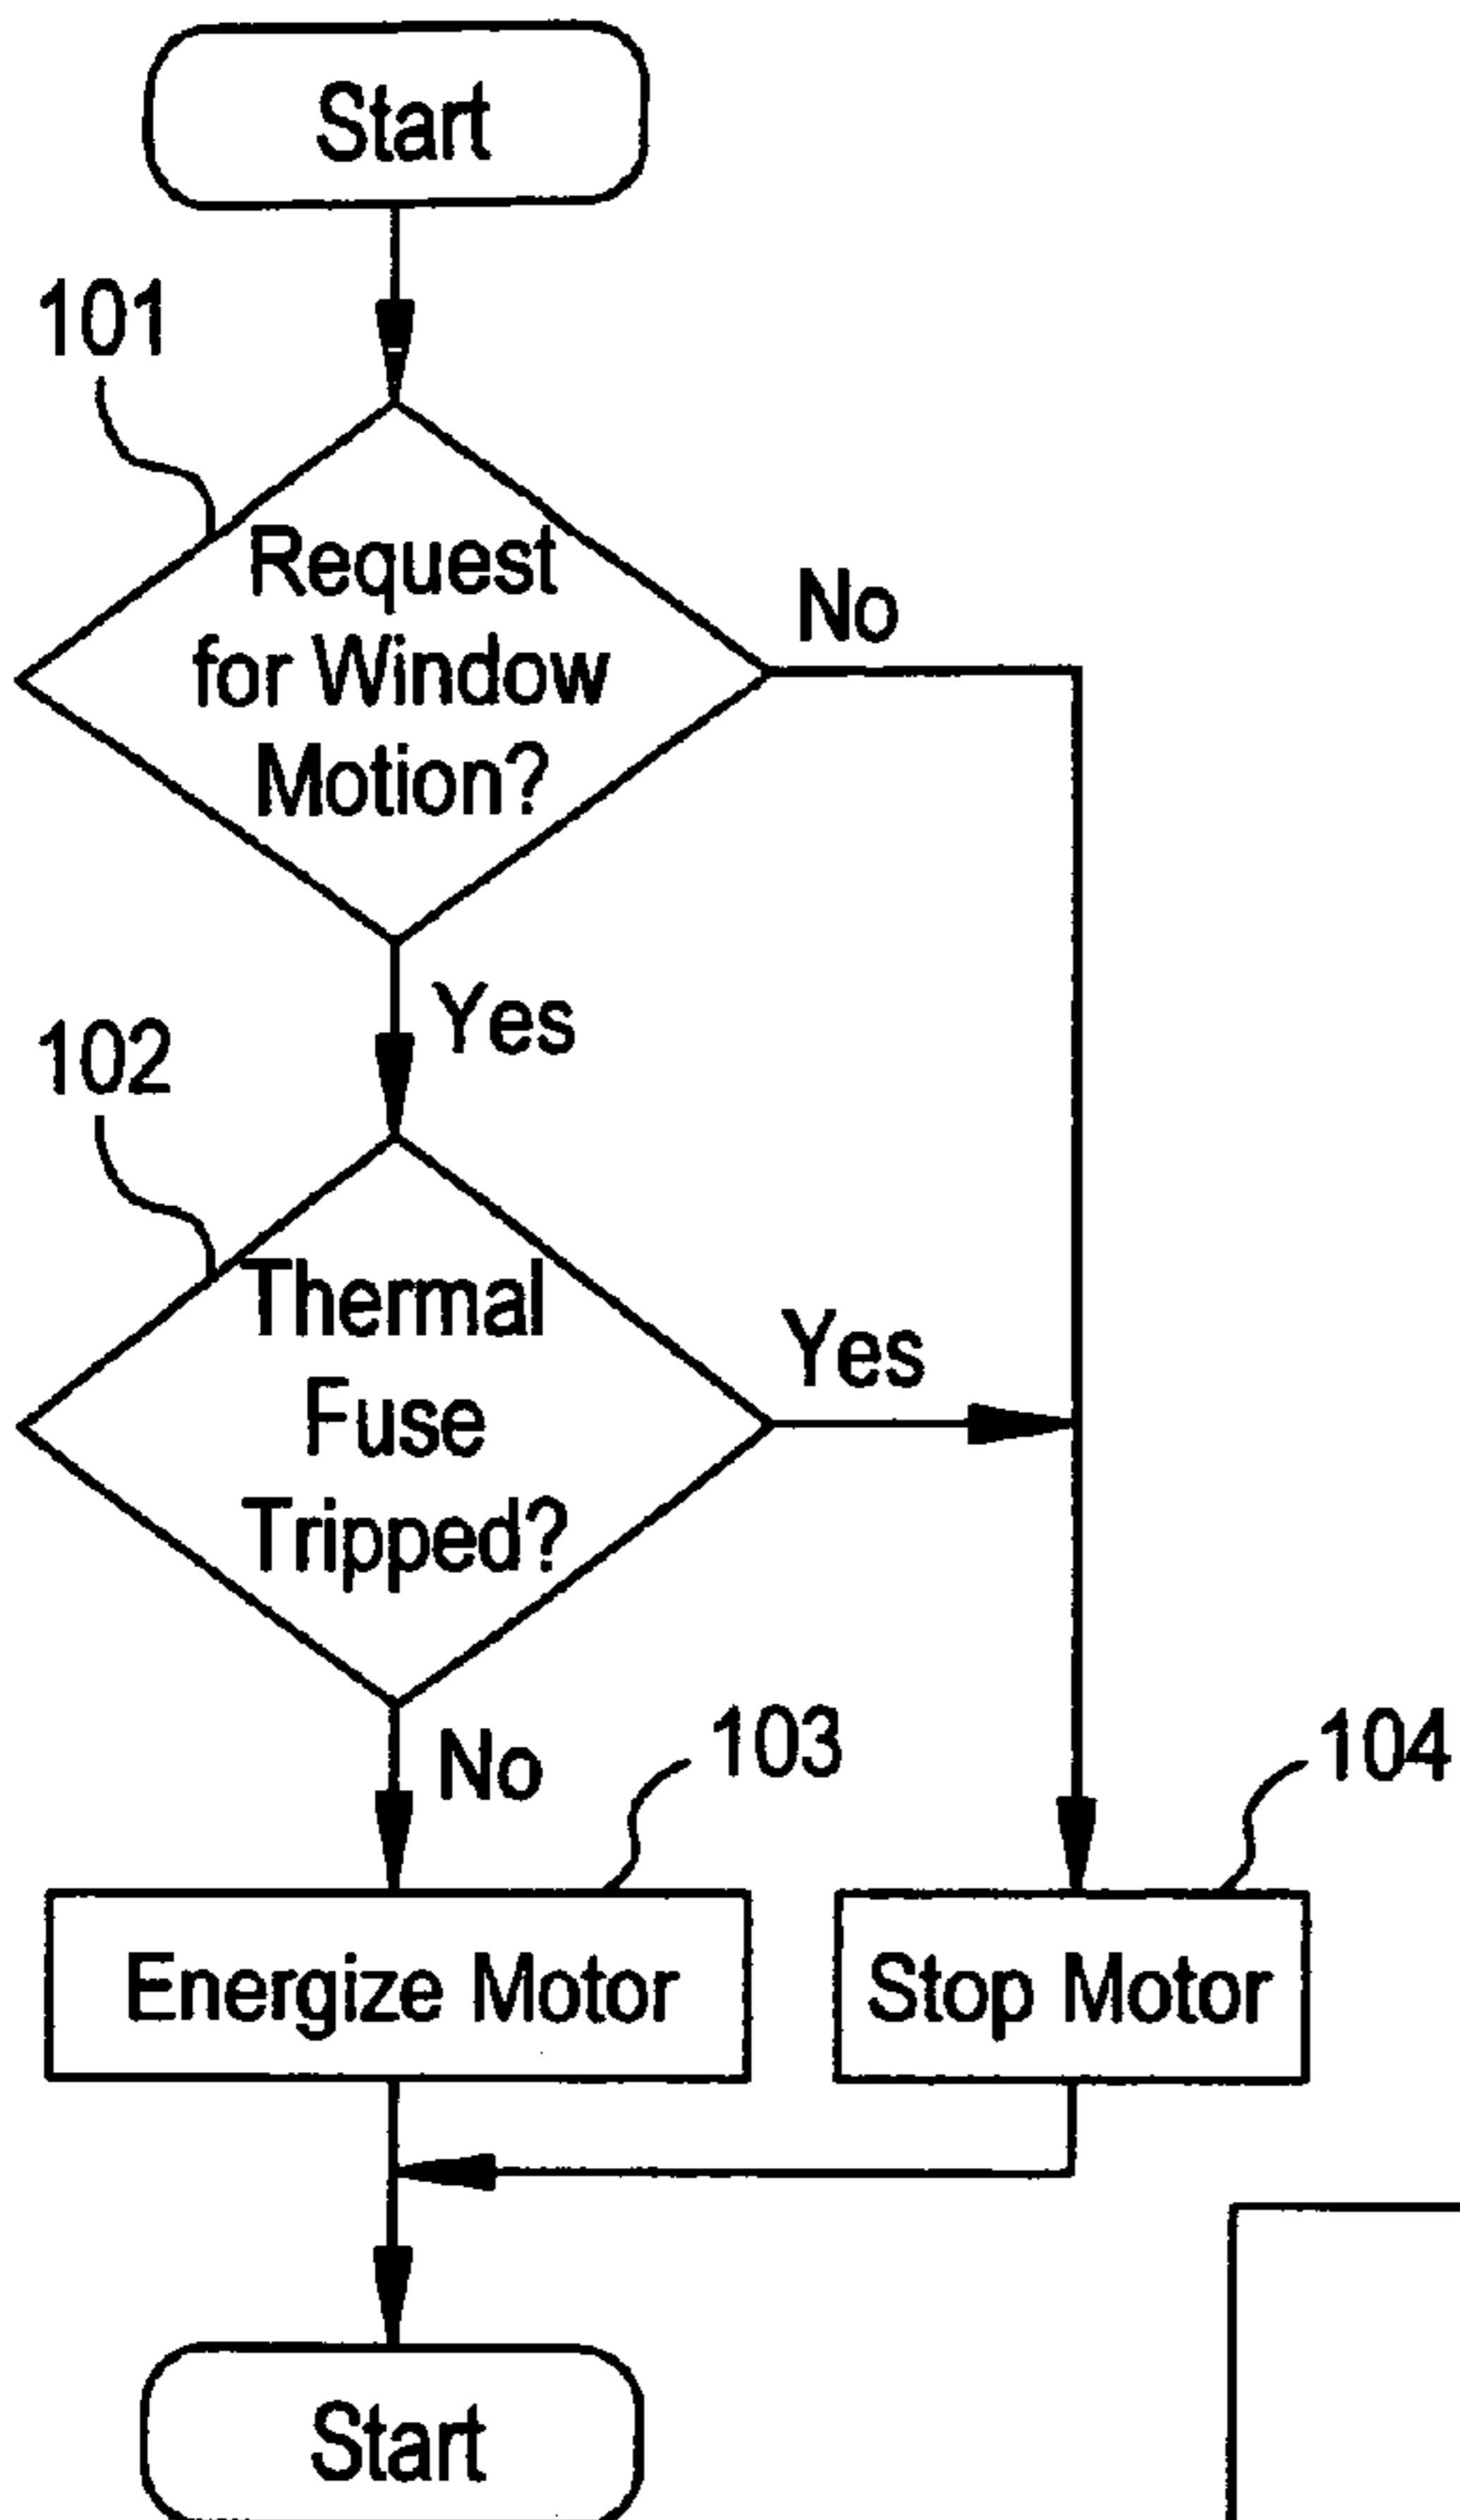 Start
101
Request
for Window
Motion?
No
Yes
102
Thermal
Fuse
Tripped?
Yes
No
103
104
Energize Motor
Stop Motor
Start